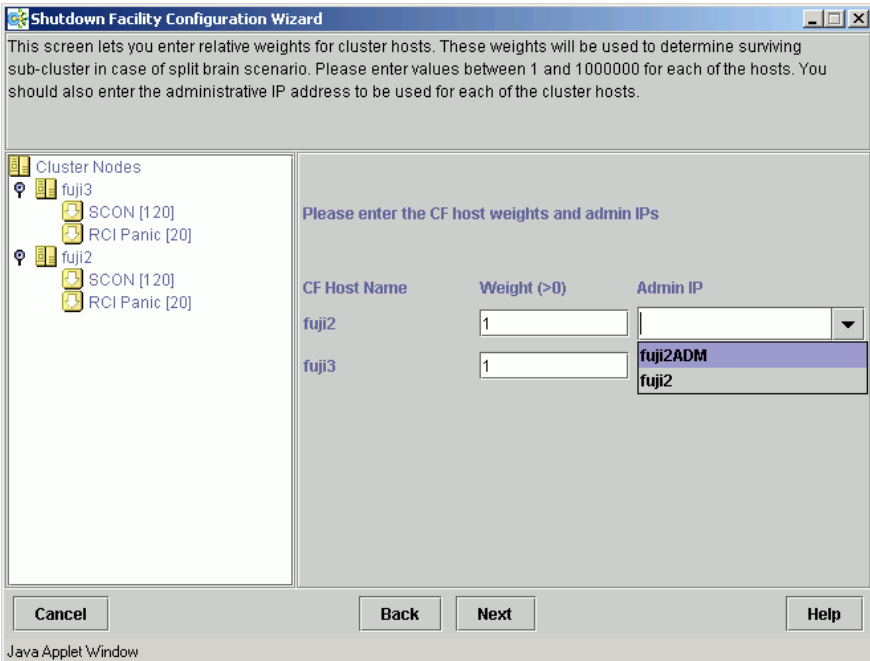 Shutdown Facility Configuration Wizard
This screen lets you enter relative weights for cluster hosts. These weights will be used to determine surviving
sub-cluster in case of split brain scenario. Please enter values between 1 and 1000000 for each of the hosts. You
should also enter the administrative IP address to be used for each of the cluster hosts.
Cluster Nodes
fuji3
SCON [120]
RCI Panic [20]
fuji2
SCON [120]
RCI Panic [20]
Please enter the CF host weights and admin IPs
CF Host Name Weight (>0) Admin IP
fuji2 1
fuji2ADM
fuji3 1
fuji2
Cancel Back Next Help
Java Applet Window